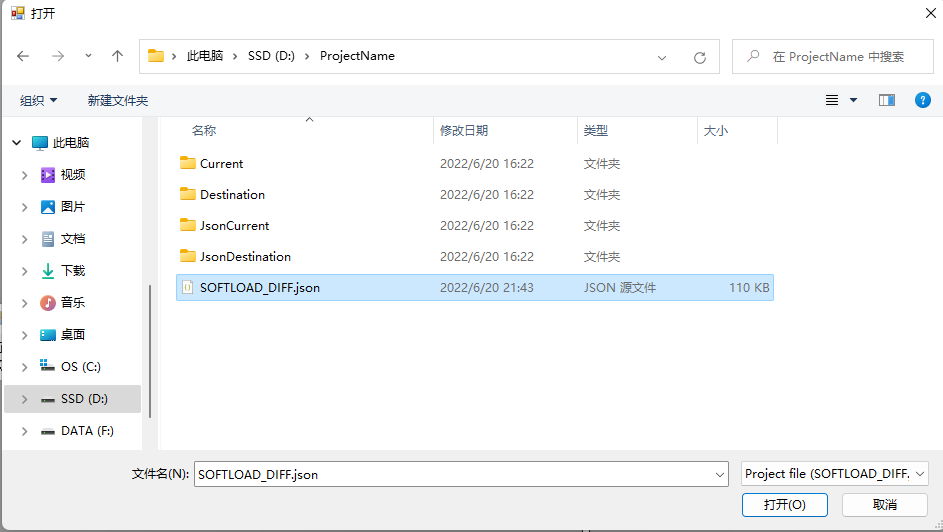 打开
此电脑 > SSD (D:) > ProjectName
在 ProjectName 中搜索
组织
新建文件夹
?
此电脑
视频
图片
文档
下载
音乐
桌面
OS (C:)
SSD (D:)
DATA (F:)
名称 修改日期 类型 大小
Current 2022/6/20 16:22 文件夹
Destination 2022/6/20 16:22 文件夹
JsonCurrent 2022/6/20 16:22 文件夹
JsonDestination 2022/6/20 16:22 文件夹
SOFTLOAD_DIFF.json 2022/6/20 21:43 JSON 源文件 110 KB
文件名(N): SOFTLOAD_DIFF.json
Project file (SOFTLOAD_DIFF.
打开(O)
取消